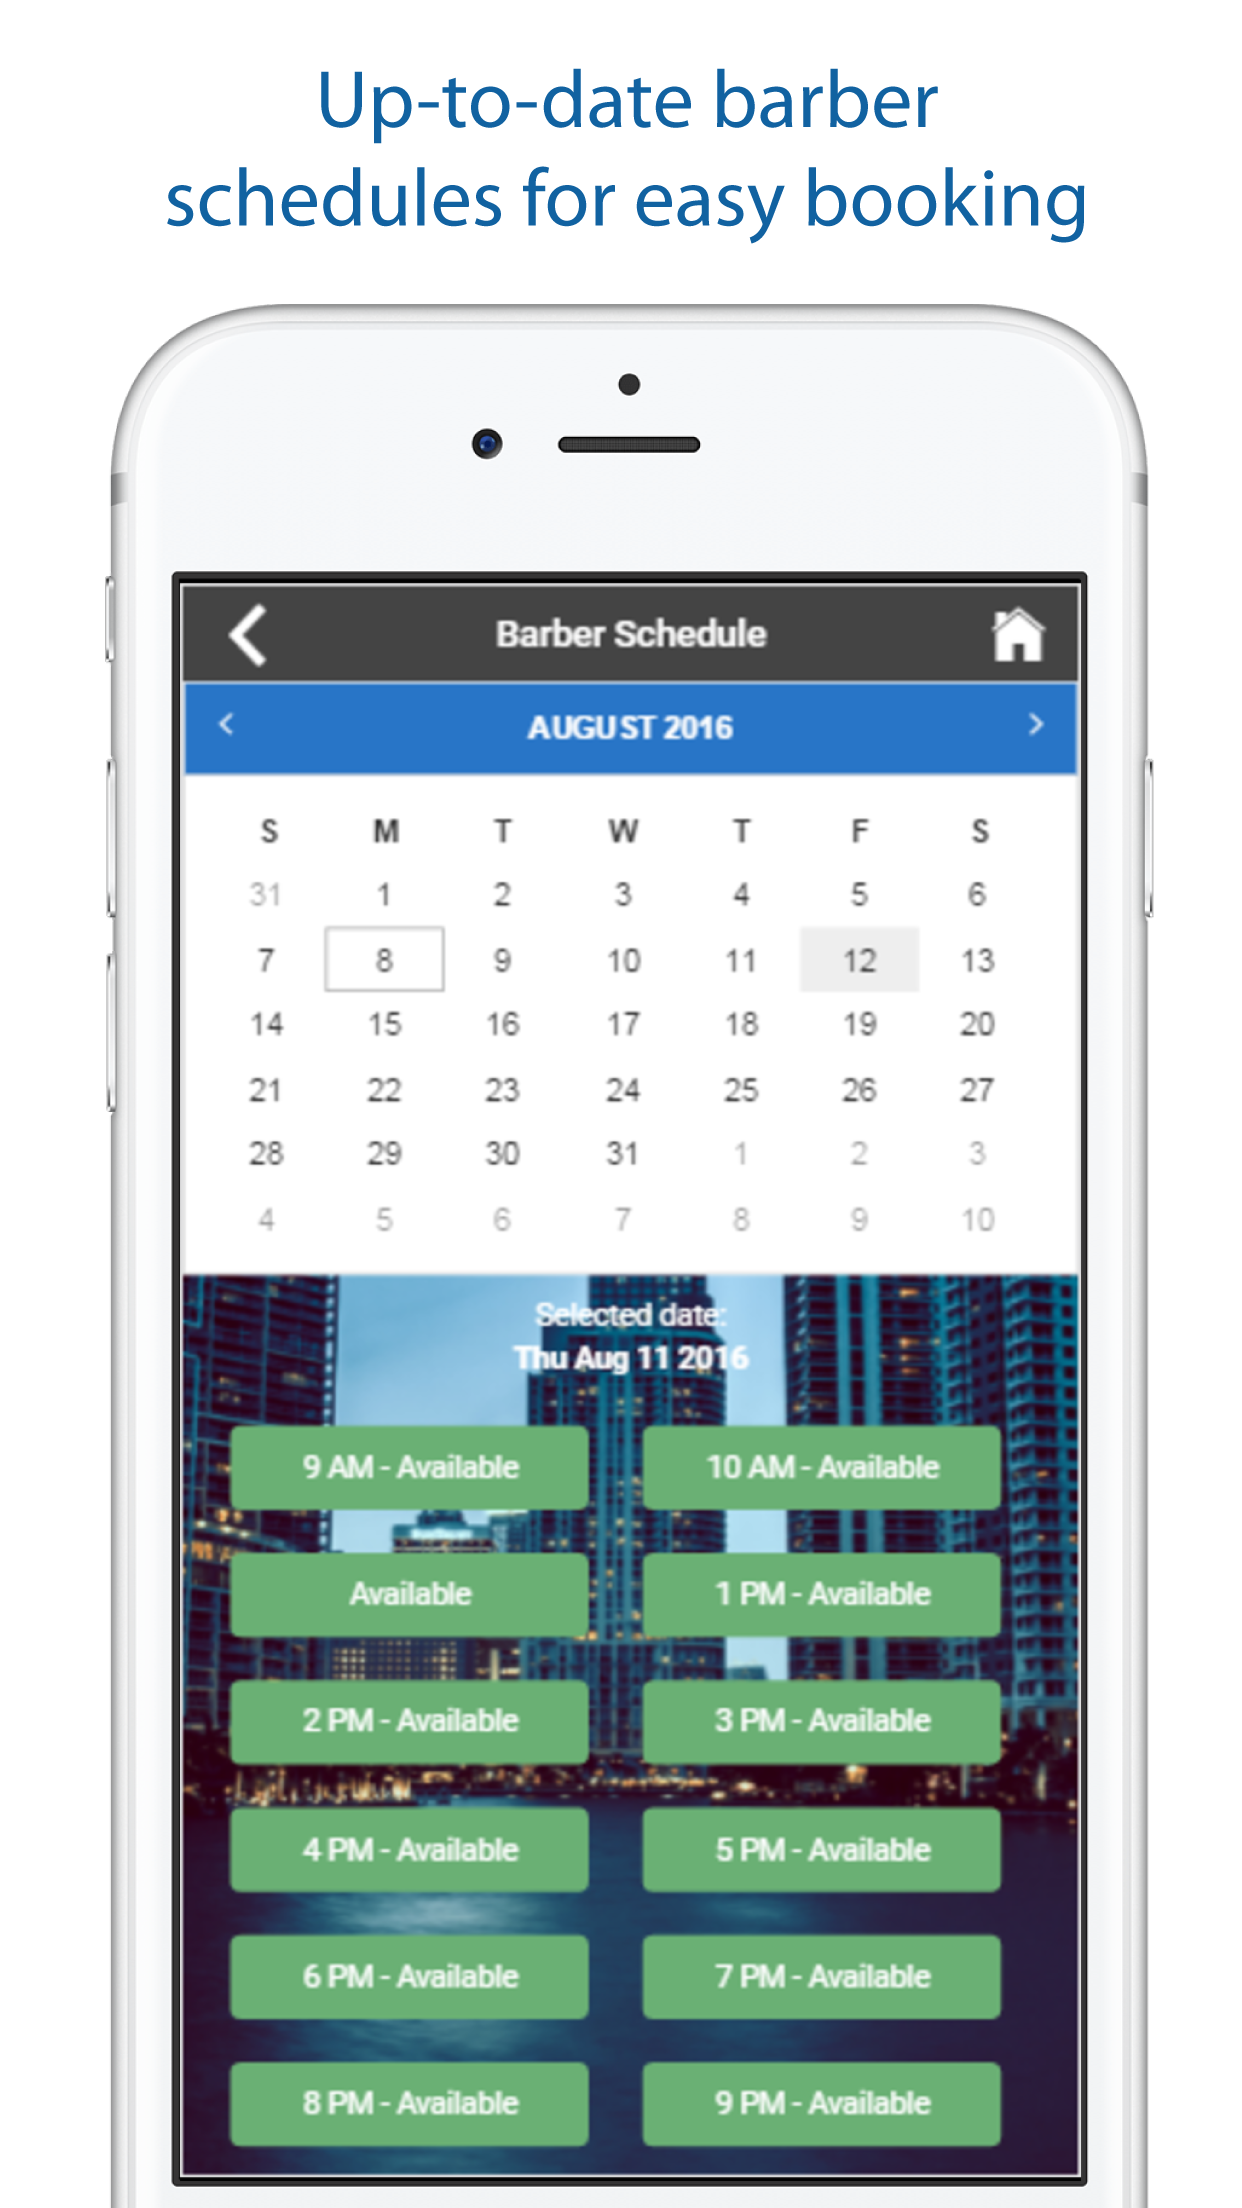 Up-to-date barber
schedules for easy booking
Barber Schedule
AUGUST 2016
S M T W T F S
31 1 2 3 4 5 6
7 8 9 10 11 12 13
14 15 16 17 18 19 20
21 22 23 24 25 26 27
28 29 30 31 1 2 3
4 5 6 7 8 9 10
Selected date:
Thu Aug 11 2016
9 AM - Available 10 AM - Available
Available 1 PM - Available
2 PM - Available 3 PM - Available
4 PM - Available 5 PM - Available
6 PM - Available 7 PM - Available
8 PM - Available 9 PM - Available